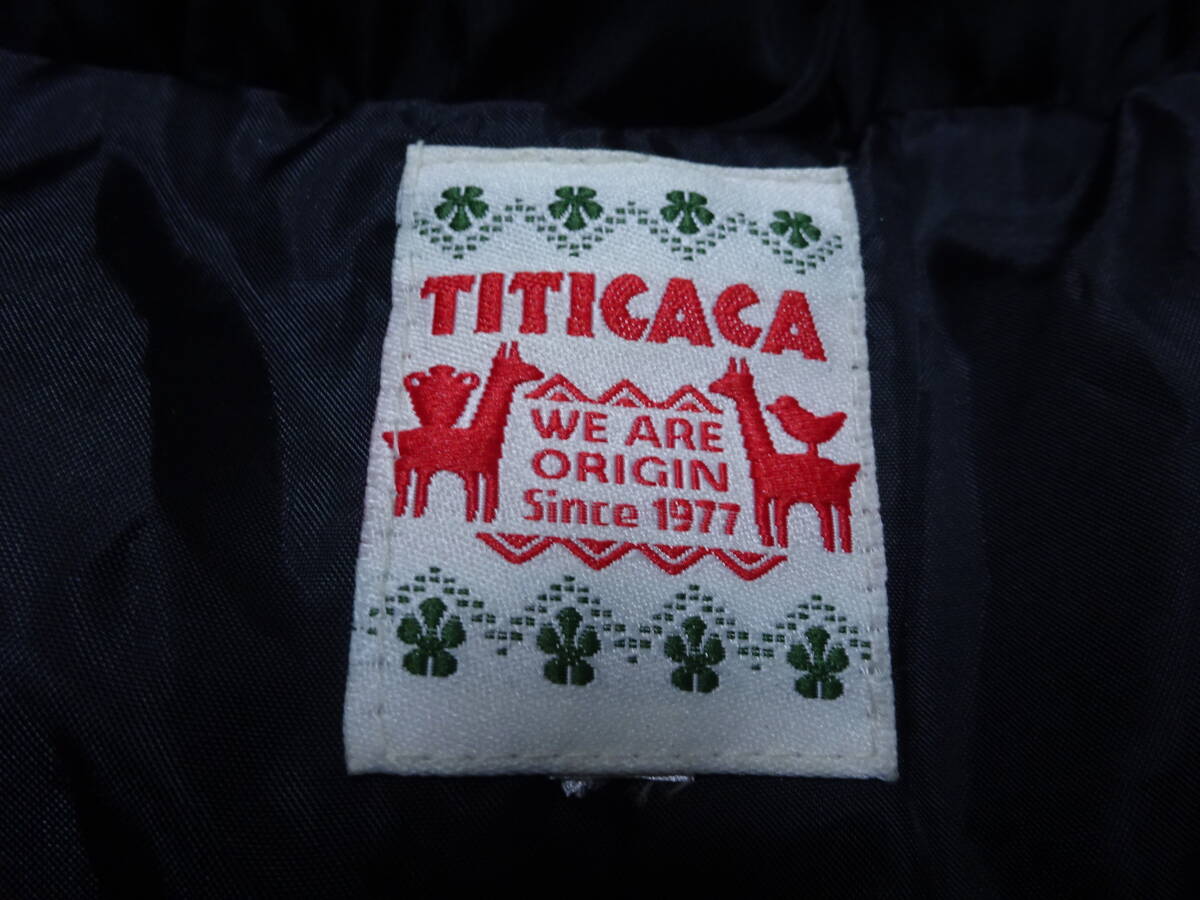 TITICACA
WE ARE
ORIGIN
Since 1977